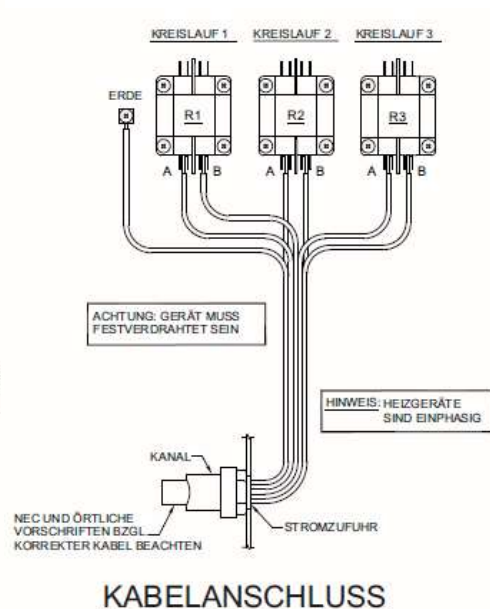 KREISLAUF 1 KREISLAUF 2 KREISLAUF 3
ERDE
R1 R2 R3
A B A B A B
ACHTUNG: GERÄT MUSS
FESTVERDRAHTET SEIN
HINWEIS: HEIZGERÄTE
SIND EINPHASIG
KANAL
NEC UND ÖRTLICHE
VORSCHRIFTEN BZGL.
KORREKTER KABEL BEACHTEN
STROMZUFUHR
KABELANSCHLUSS